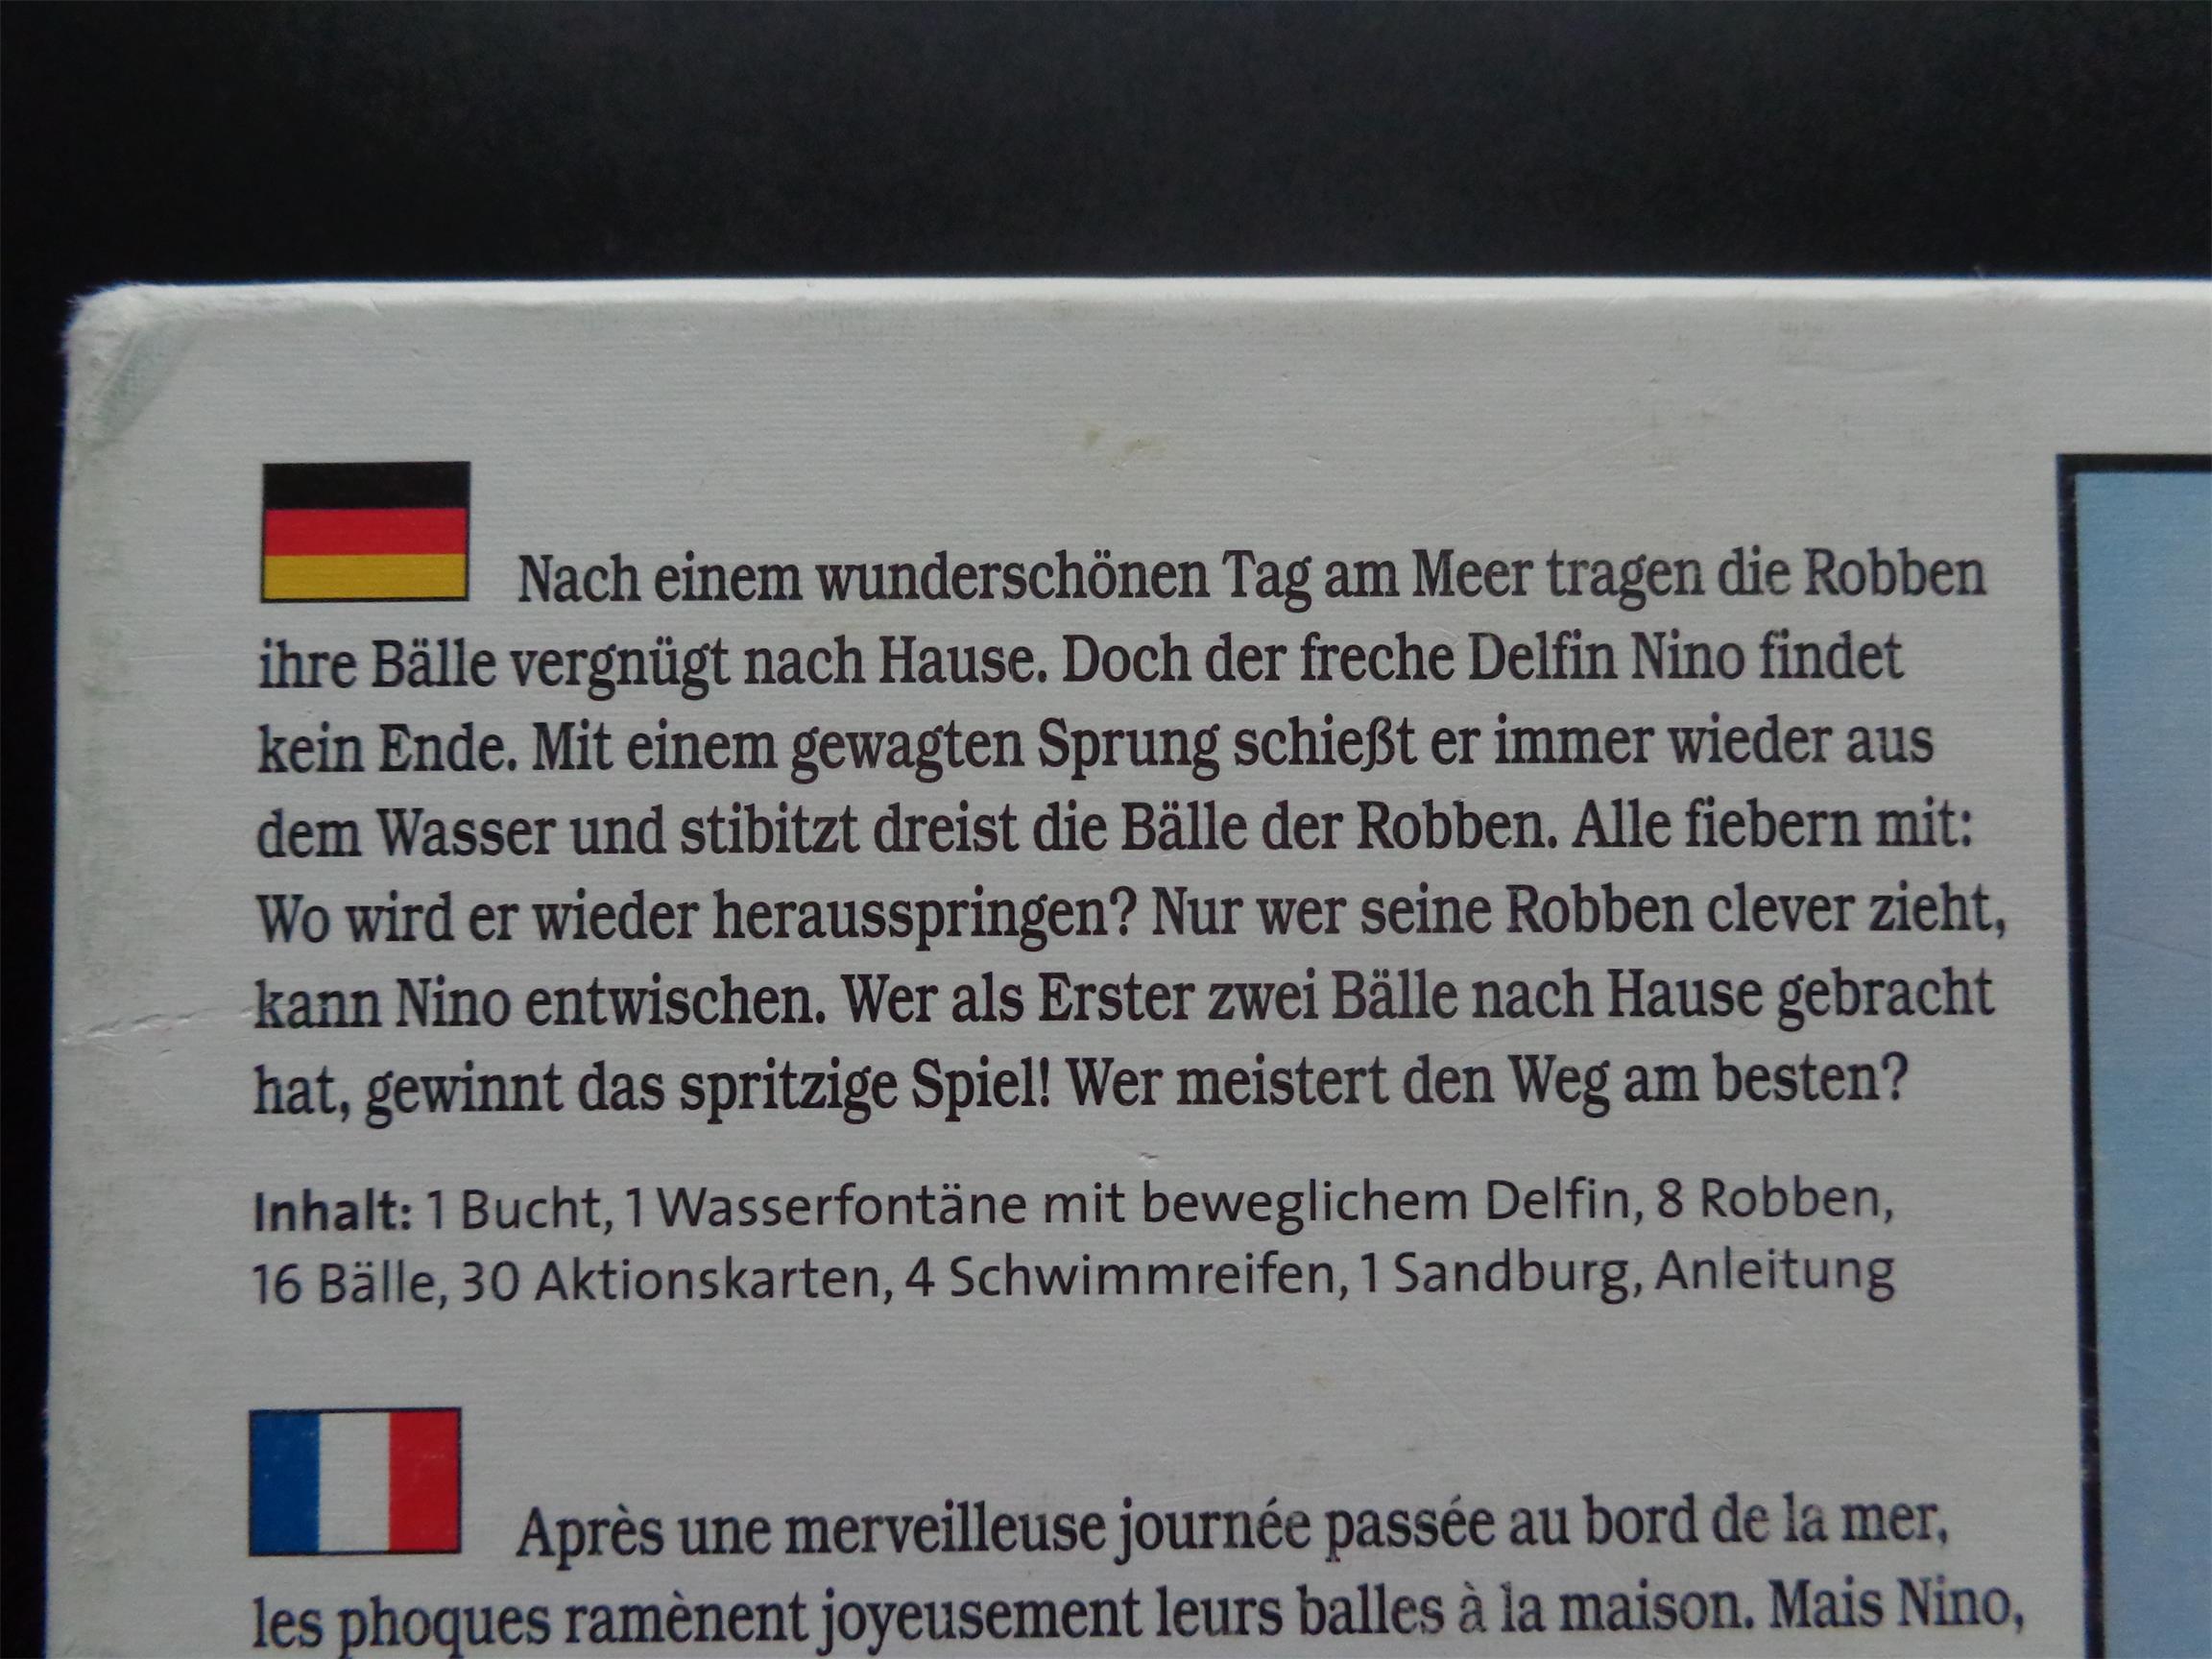 Nach einem wunderschönen Tag am Meer tragen die Robben
ihre Bälle vergnügt nach Hause. Doch der freche Delfin Nino findet
kein Ende. Mit einem gewagten Sprung schießt er immer wieder aus
dem Wasser und stibitzt dreist die Bälle der Robben. Alle fiebern mit:
Wo wird er wieder herausspringen? Nur wer seine Robben clever zieht,
kann Nino entwischen. Wer als Erster zwei Bälle nach Hause gebracht
hat, gewinnt das spritzige Spiel! Wer meistert den Weg am besten?
Inhalt: 1 Bucht, 1 Wasserfontäne mit beweglichem Delfin, 8 Robben,
16 Bälle, 30 Aktionskarten, 4 Schwimmreifen, 1 Sandburg, Anleitung
Après une merveilleuse journée passée au bord de la mer,
les phoques ramènent joyeusement leurs balles à la maison. Mais Nino,